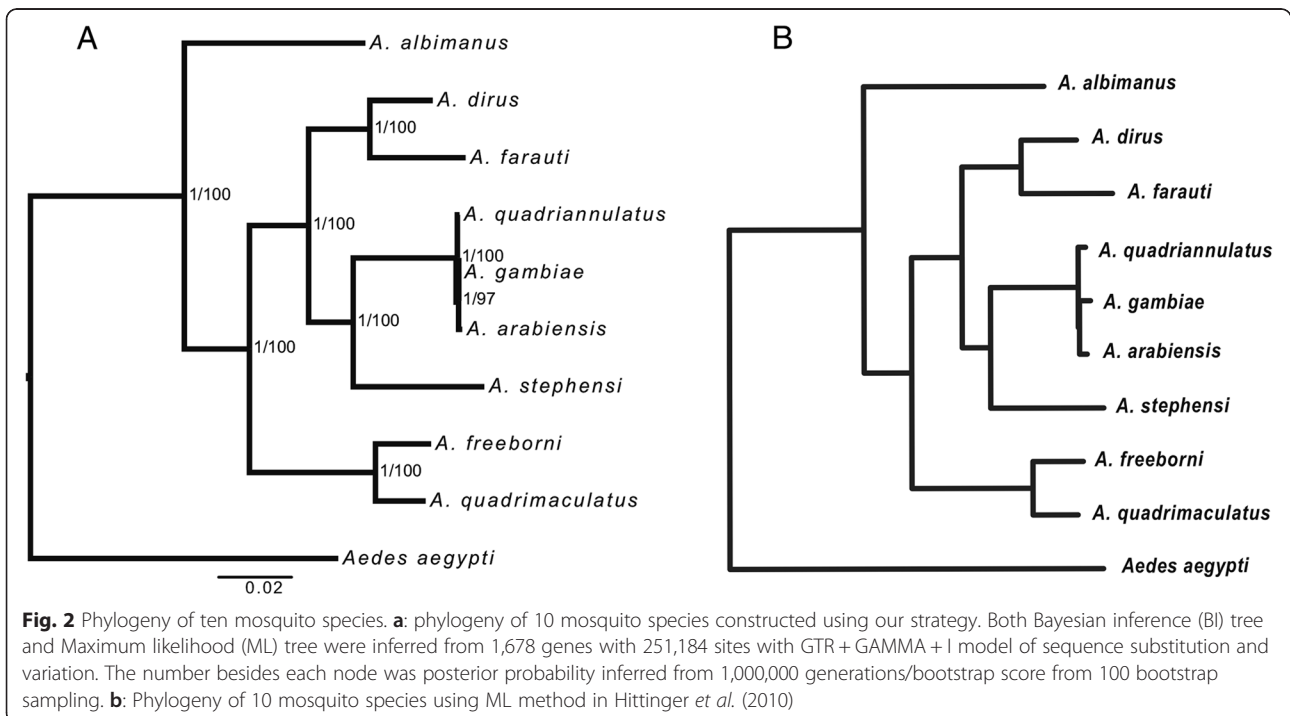 A
A. albimanus
A. dirus
1/100
A. farauti
1/100
1/100
A. quadriannulatus
1/100
A. gambiae
1/97
A. arabiensis
1/100
1/100
A. stephensi
A. freeborni
1/100
A. quadrimaculatus
Aedes aegypti
0.02
B
A. albimanus
A. dirus
A. farauti
A. quadriannulatus
A. gambiae
A. arabiensis
A. stephensi
A. freeborni
A. quadrimaculatus
Aedes aegypti
Fig. 2 Phylogeny of ten mosquito species. a: phylogeny of 10 mosquito species constructed using our strategy. Both Bayesian inference (BI) tree
and Maximum likelihood (ML) tree were inferred from 1,678 genes with 251,184 sites with GTR + GAMMA + I model of sequence substitution and
variation. The number besides each node was posterior probability inferred from 1,000,000 generations/bootstrap score from 100 bootstrap
sampling. b: Phylogeny of 10 mosquito species using ML method in Hittinger et al. (2010)